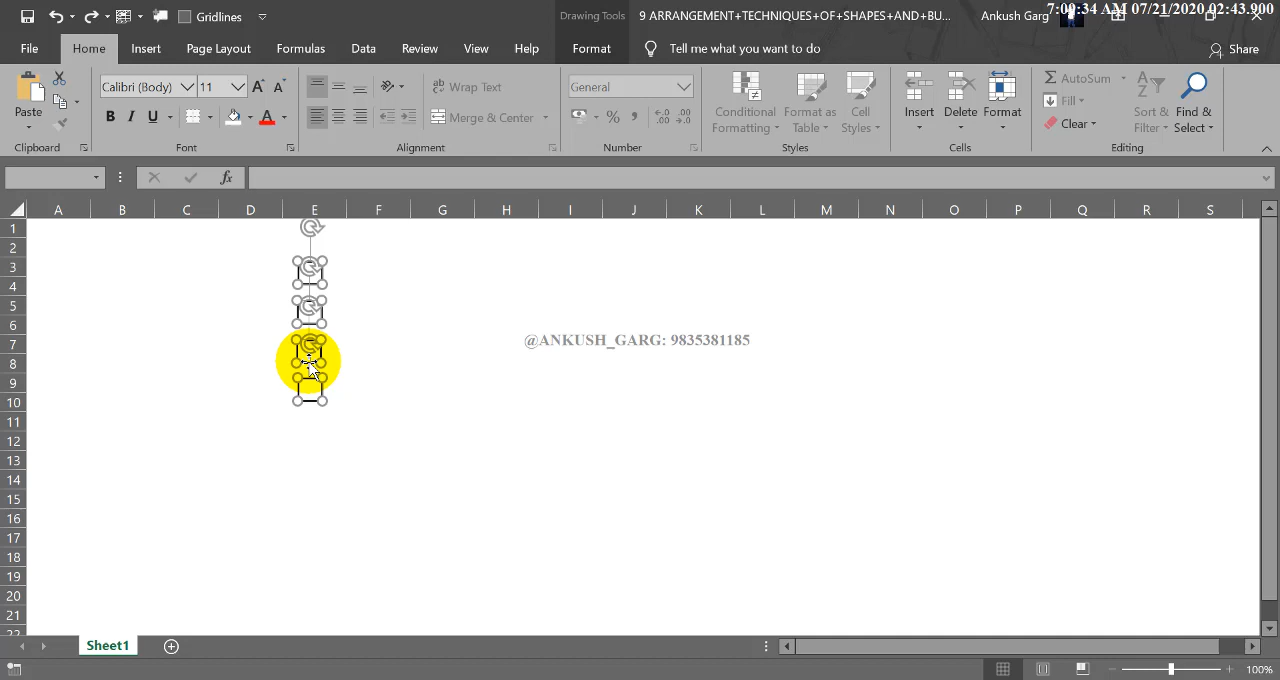 Gridlines
Drawing Tools
9 ARRANGEMENT+TECHNIQUES+OF+SHAPES+AND+BU...
Ankush Garg
7:00:34 AM 07/21/2020 02:43.900
File Home Insert Page Layout Formulas Data Review View Help Format Tell me what you want to do Share
Paste
Calibri (Body) 11 A A
B I U A
Wrap Text
Merge & Center
General
%
Conditional Formatting
Format as Table
Cell Styles
Insert Delete Format
AutoSum
Fill
Clear
Sort & Filter
Find & Select
Clipboard Font Alignment Number Styles Cells Editing
fx
A B C D E F G H I J K L M N O P Q R S
1
2
3
4
5
6
7
8
9
10
11
12
13
14
15
16
17
18
19
20
21
22
@ANKUSH_GARG: 9835381185
Sheet1
100%